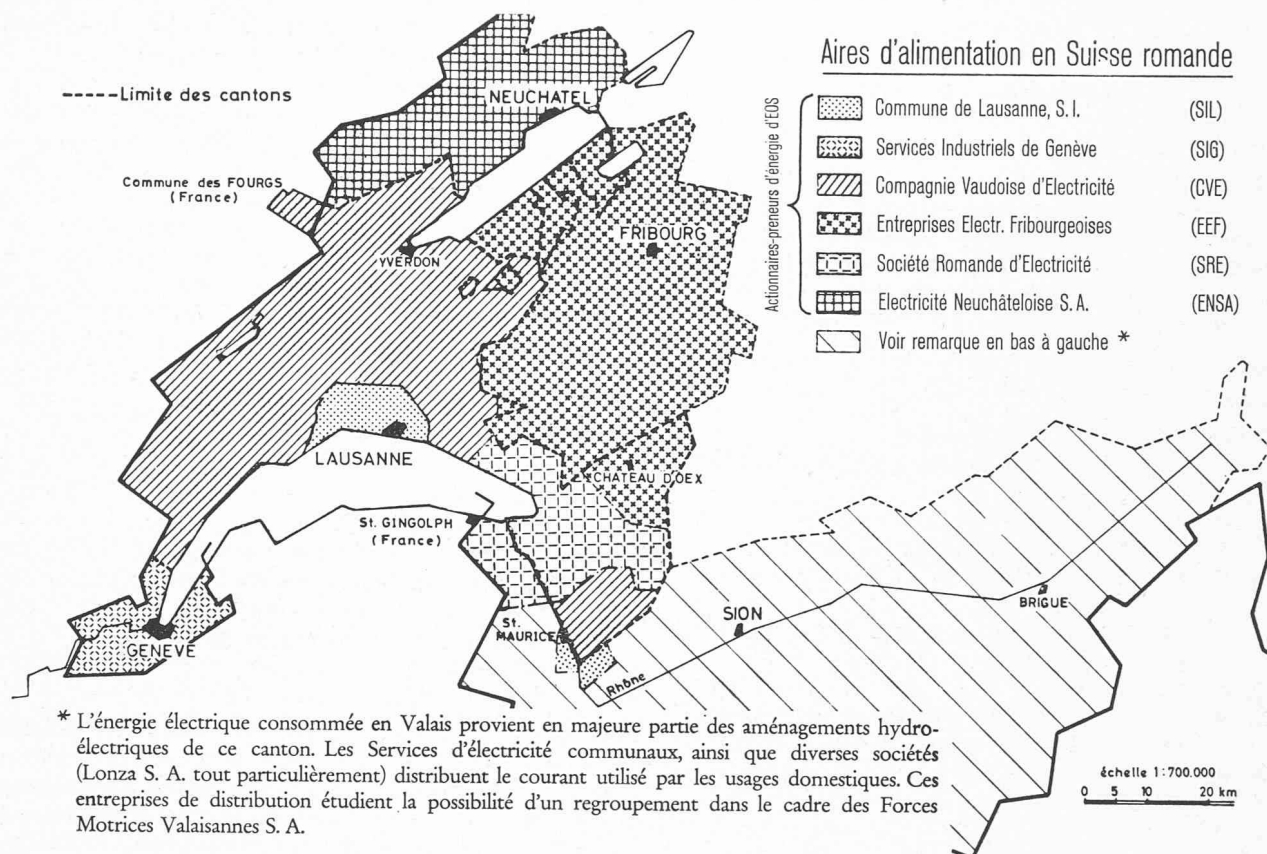 Aires d'alimentation en Suisse romande
-----Limite des cantons
Actionnaires-preneurs d'énergie d'EOS
Commune de Lausanne, S.I. (SIL)
Services Industriels de Genève (SIG)
Compagnie Vaudoise d'Electricité (CVE)
Entreprises Electr. Fribourgeoises (EEF)
Société Romande d'Electricité (SRE)
Electricité Neuchâteloise S.A. (ENSA)
Voir remarque en bas à gauche *
NEUCHATEL
Commune des FOURGS
(France)
YVERDON
FRIBOURG
LAUSANNE
CHATEAU D'OEX
St. GINGOLPH
(France)
GENEVE
St.
MAURICE
SION
BRIGUE
Rhône
* L'énergie électrique consommée en Valais provient en majeure partie des aménagements hydro-
électriques de ce canton. Les Services d'électricité communaux, ainsi que diverses sociétés
(Lonza S. A. tout particulièrement) distribuent le courant utilisé par les usages domestiques. Ces
entreprises de distribution étudient la possibilité d'un regroupement dans le cadre des Forces
Motrices Valaisannes S. A.
échelle 1:700.000
0 5 10 20 km